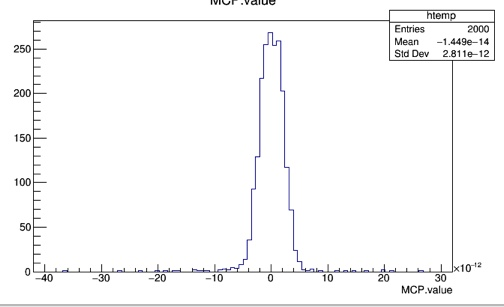 MCP.value
htemp
Entries 2000
Mean −1.449e−14
Std Dev 2.811e−12
250
200
150
100
50
0
−40 −30 −20 −10 0 10 20 30
×10⁻¹²
MCP.value